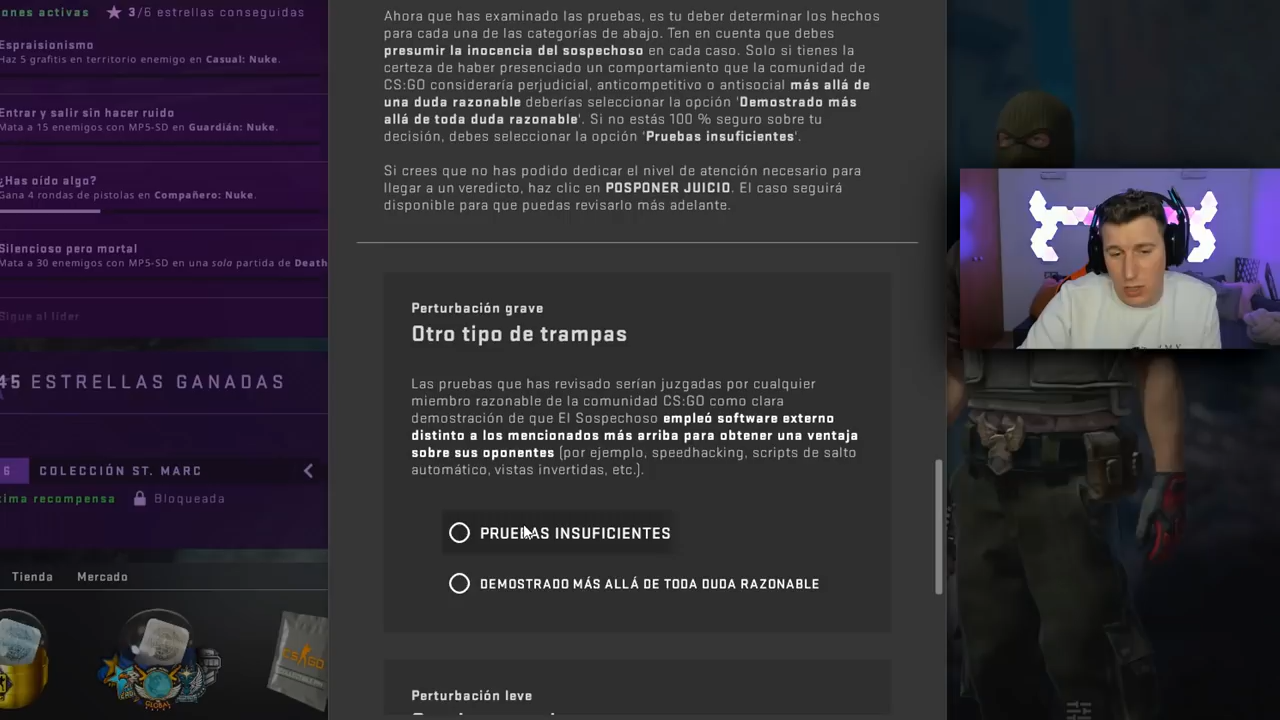 ones activas ★ 3/6 estrellas conseguidas
Espraisionismo
Haz 5 grafitis en territorio enemigo en Casual: Nuke.
Entrar y salir sin hacer ruido
Mata a 15 enemigos con MP5-SD en Guardián: Nuke.
¿Has oído algo?
Gana 4 rondas de pistolas en Compañero: Nuke.
Silencioso pero mortal
Mata a 30 enemigos con MP5-SD en una sola partida de Death
Sigue al líder
45 ESTRELLAS GANADAS
6 COLECCIÓN ST. MARC
tima recompensa Bloqueada
Tienda Mercado
CS:GO
GLOBAL
Ahora que has examinado las pruebas, es tu deber determinar los hechos
para cada una de las categorías de abajo. Ten en cuenta que debes
presumir la inocencia del sospechoso en cada caso. Solo si tienes la
certeza de haber presenciado un comportamiento que la comunidad de
CS:GO consideraría perjudicial, anticompetitivo o antisocial más allá de
una duda razonable deberías seleccionar la opción 'Demostrado más
allá de toda duda razonable'. Si no estás 100 % seguro sobre tu
decisión, debes seleccionar la opción 'Pruebas insuficientes'.
Si crees que no has podido dedicar el nivel de atención necesario para
llegar a un veredicto, haz clic en POSPONER JUICIO. El caso seguirá
disponible para que puedas revisarlo más adelante.
Perturbación grave
Otro tipo de trampas
Las pruebas que has revisado serían juzgadas por cualquier
miembro razonable de la comunidad CS:GO como clara
demostración de que El Sospechoso empleó software externo
distinto a los mencionados más arriba para obtener una ventaja
sobre sus oponentes (por ejemplo, speedhacking, scripts de salto
automático, vistas invertidas, etc.).
PRUEBAS INSUFICIENTES
DEMOSTRADO MÁS ALLÁ DE TODA DUDA RAZONABLE
Perturbación leve